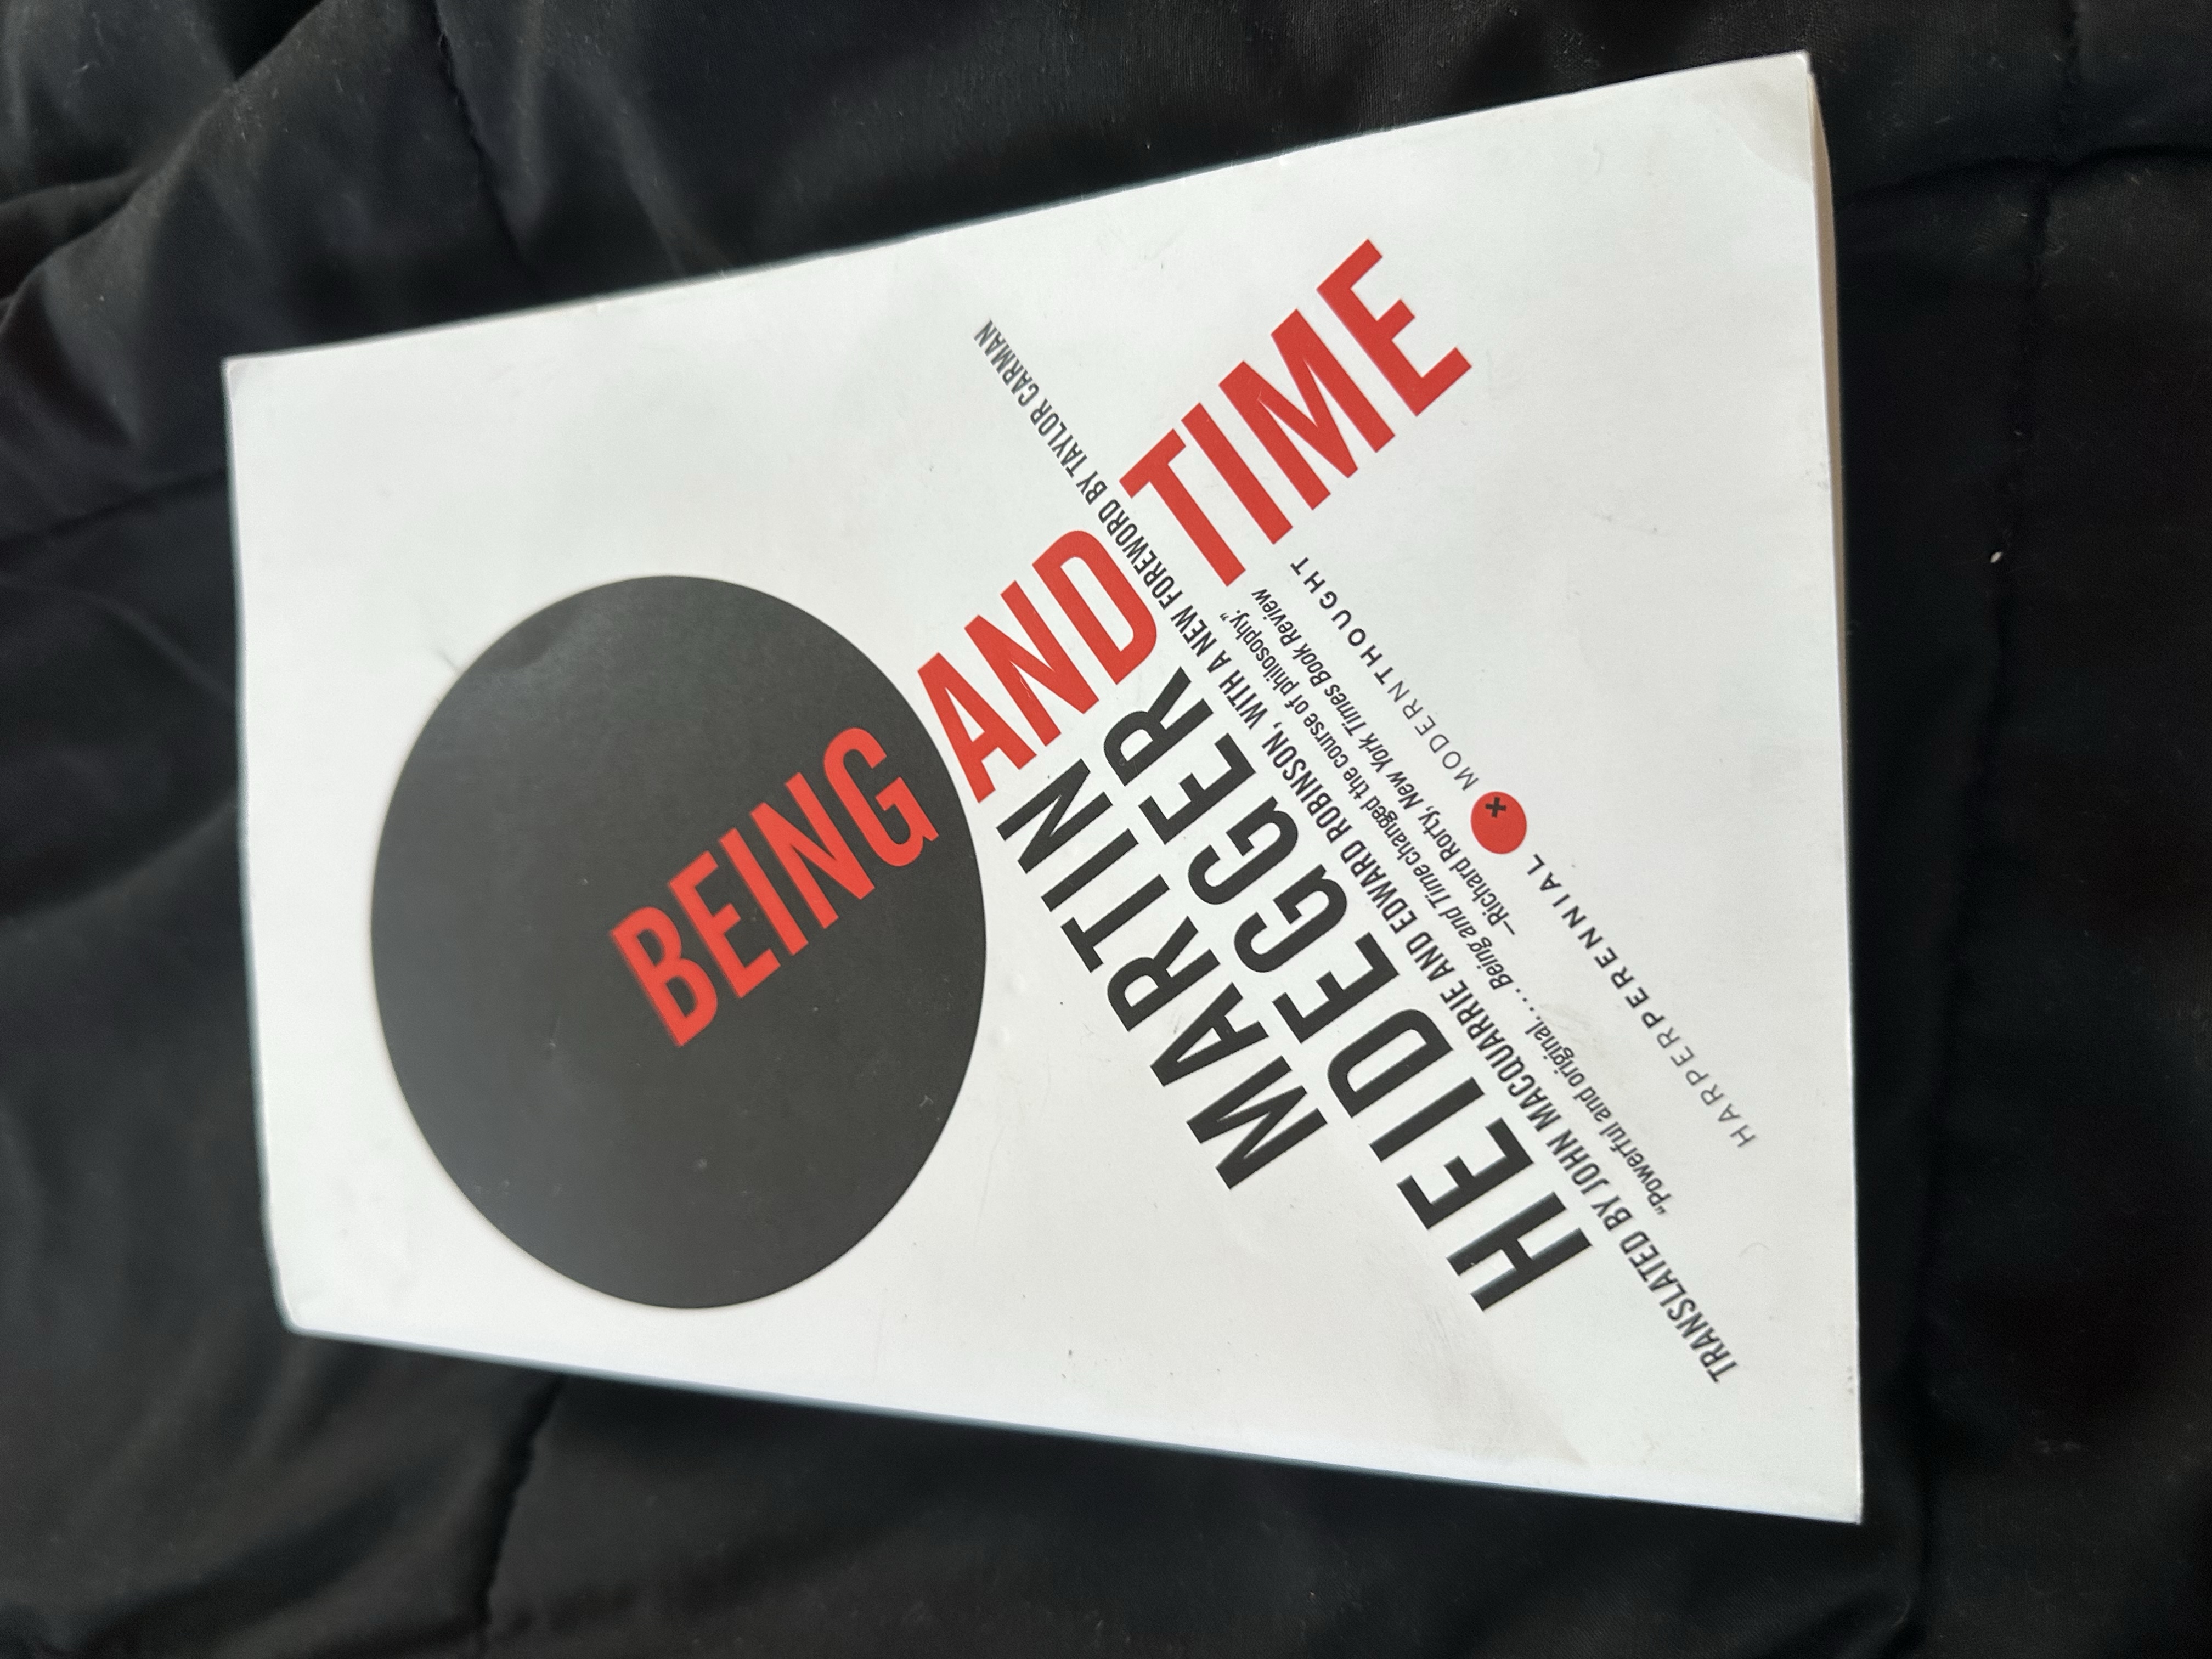 BEING AND TIME
MARTIN
HEIDEGGER
TRANSLATED BY JOHN MACQUARRIE AND EDWARD ROBINSON, WITH A NEW FOREWORD BY TAYLOR CARMAN
“Powerful and original. . . . Being and Time changed the course of philosophy.”
—Richard Rorty, New York Times Book Review
HARPERPERENNIAL MODERNTHOUGHT